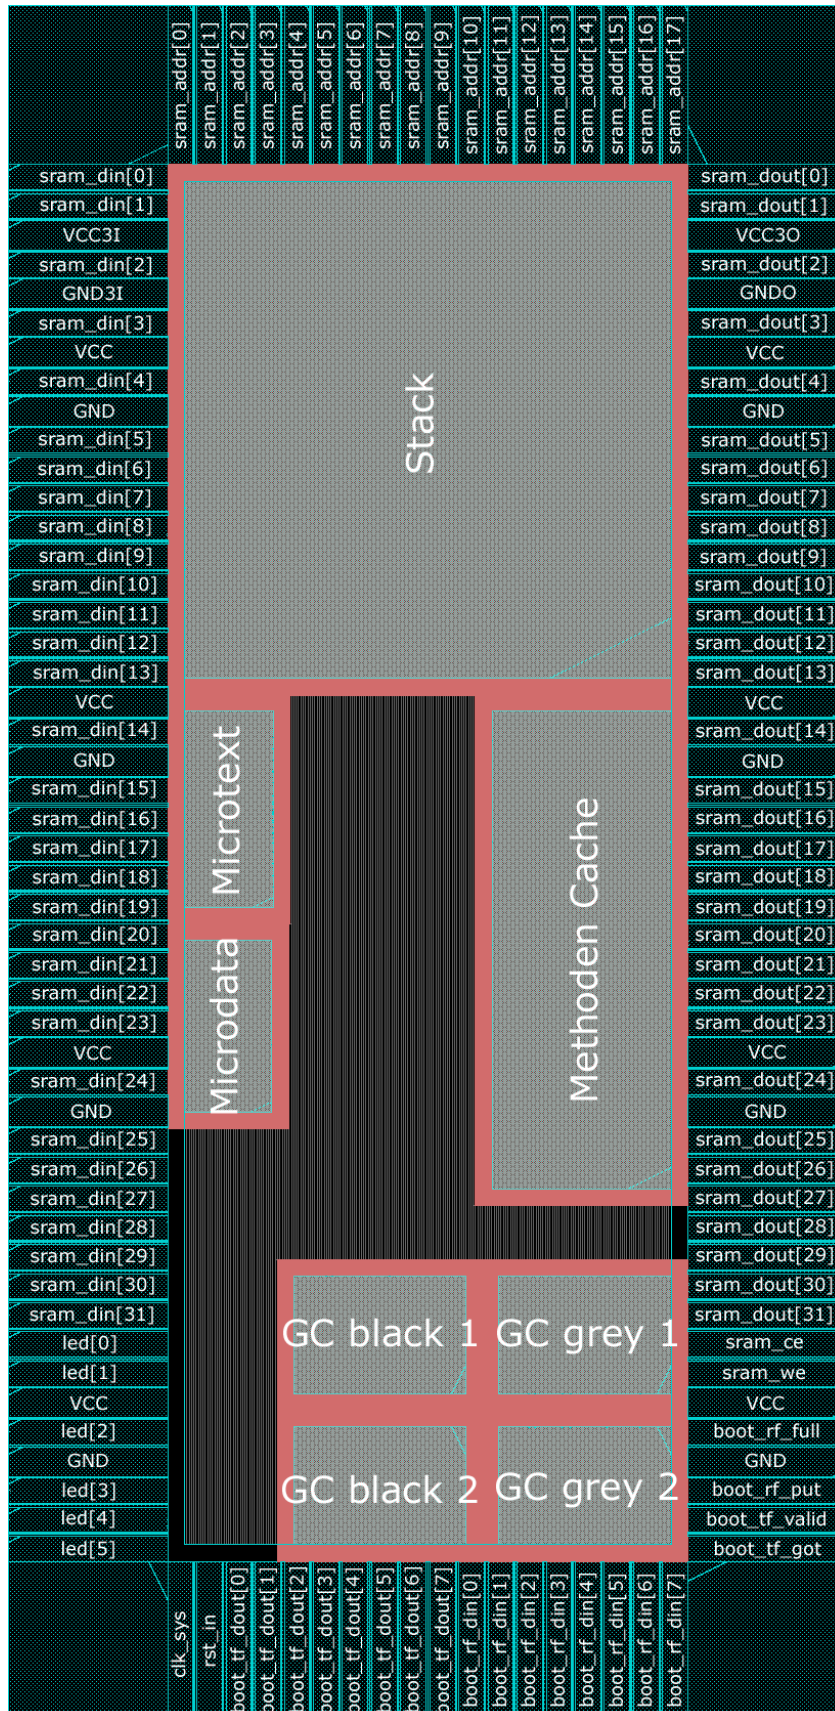 sram_addr[0]
sram_addr[1]
sram_addr[2]
sram_addr[3]
sram_addr[4]
sram_addr[5]
sram_addr[6]
sram_addr[7]
sram_addr[8]
sram_addr[9]
sram_addr[10]
sram_addr[11]
sram_addr[12]
sram_addr[13]
sram_addr[14]
sram_addr[15]
sram_addr[16]
sram_addr[17]
sram_din[0]
sram_din[1]
VCC3I
sram_din[2]
GND3I
sram_din[3]
VCC
sram_din[4]
GND
sram_din[5]
sram_din[6]
sram_din[7]
sram_din[8]
sram_din[9]
sram_din[10]
sram_din[11]
sram_din[12]
sram_din[13]
VCC
sram_din[14]
GND
sram_din[15]
sram_din[16]
sram_din[17]
sram_din[18]
sram_din[19]
sram_din[20]
sram_din[21]
sram_din[22]
sram_din[23]
VCC
sram_din[24]
GND
sram_din[25]
sram_din[26]
sram_din[27]
sram_din[28]
sram_din[29]
sram_din[30]
sram_din[31]
led[0]
led[1]
VCC
led[2]
GND
led[3]
led[4]
led[5]
Stack
Microtext
Microdata
Methoden Cache
GC black 1
GC grey 1
GC black 2
GC grey 2
sram_dout[0]
sram_dout[1]
VCC3O
sram_dout[2]
GNDO
sram_dout[3]
VCC
sram_dout[4]
GND
sram_dout[5]
sram_dout[6]
sram_dout[7]
sram_dout[8]
sram_dout[9]
sram_dout[10]
sram_dout[11]
sram_dout[12]
sram_dout[13]
VCC
sram_dout[14]
GND
sram_dout[15]
sram_dout[16]
sram_dout[17]
sram_dout[18]
sram_dout[19]
sram_dout[20]
sram_dout[21]
sram_dout[22]
sram_dout[23]
VCC
sram_dout[24]
GND
sram_dout[25]
sram_dout[26]
sram_dout[27]
sram_dout[28]
sram_dout[29]
sram_dout[30]
sram_dout[31]
sram_ce
sram_we
VCC
boot_rf_full
GND
boot_rf_put
boot_tf_valid
boot_tf_got
clk_sys
rst_in
boot_tf_dout[0]
boot_tf_dout[1]
boot_tf_dout[2]
boot_tf_dout[3]
boot_tf_dout[4]
boot_tf_dout[5]
boot_tf_dout[6]
boot_tf_dout[7]
boot_rf_din[0]
boot_rf_din[1]
boot_rf_din[2]
boot_rf_din[3]
boot_rf_din[4]
boot_rf_din[5]
boot_rf_din[6]
boot_rf_din[7]